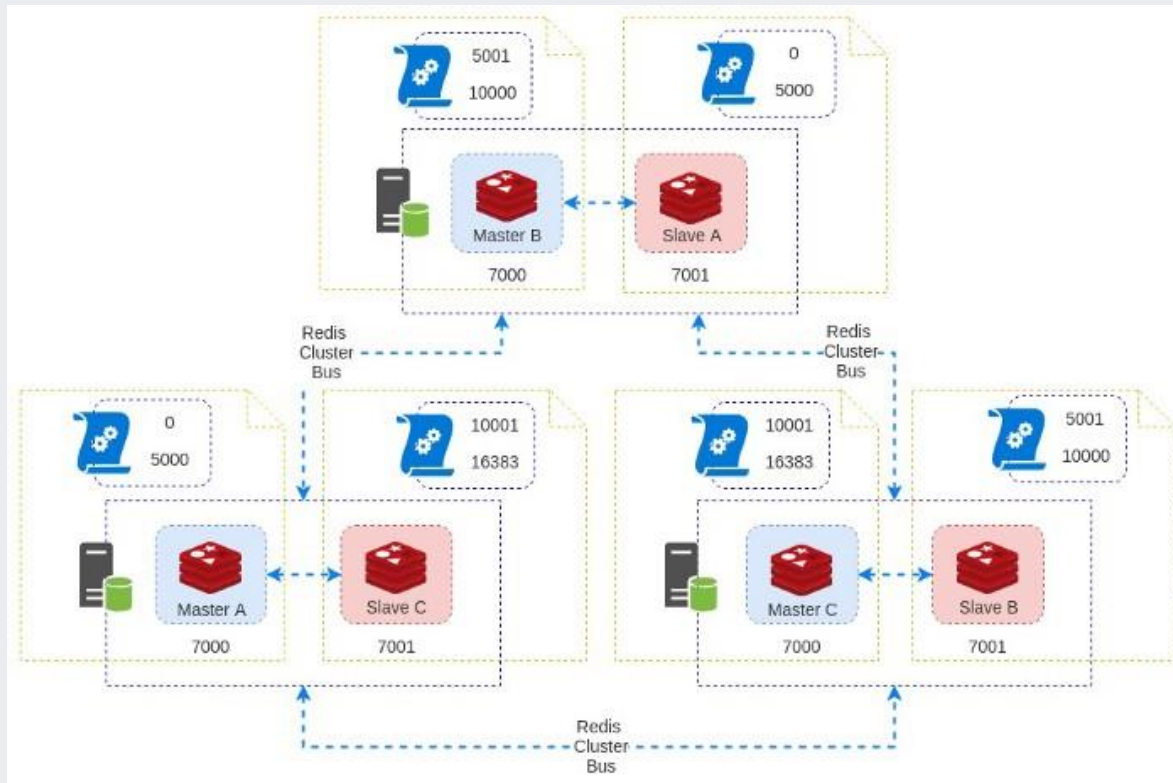 5001
10000
0
5000
Master B
Slave A
7000
7001
Redis
Cluster
Bus
Redis
Cluster
Bus
0
5000
10001
16383
10001
16383
5001
10000
Master A
Slave C
Master C
Slave B
7000
7001
7000
7001
Redis
Cluster
Bus